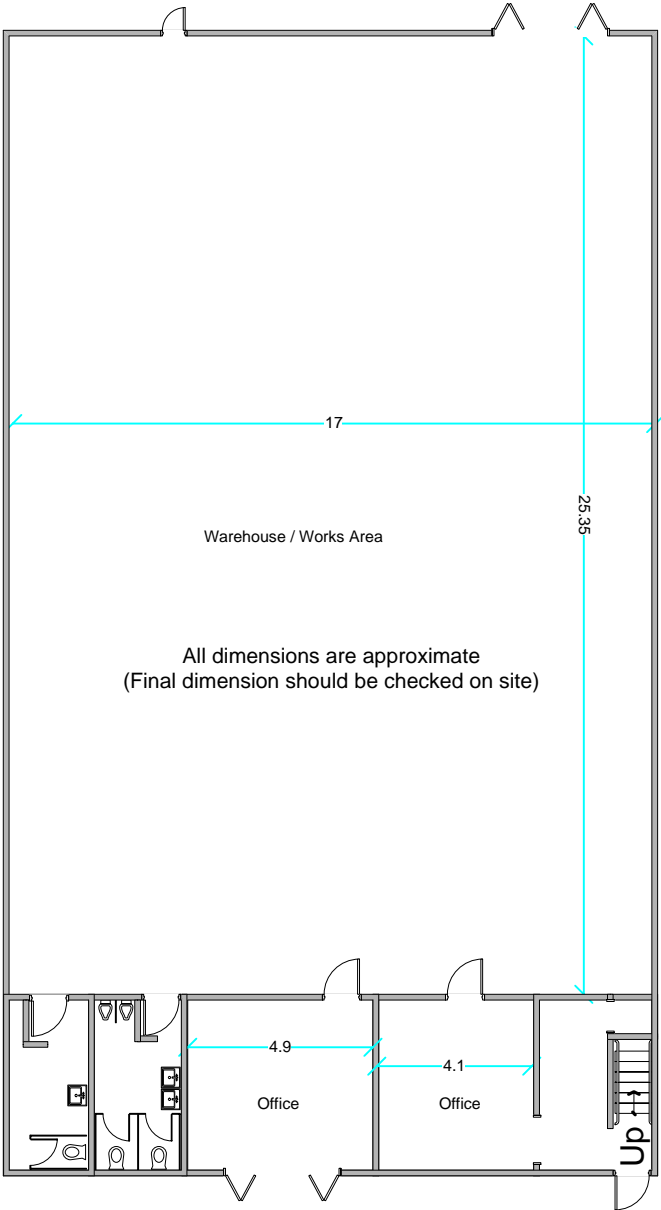 17
25.35
Warehouse / Works Area
All dimensions are approximate
(Final dimension should be checked on site)
4.9
4.1
Office
Office
Up